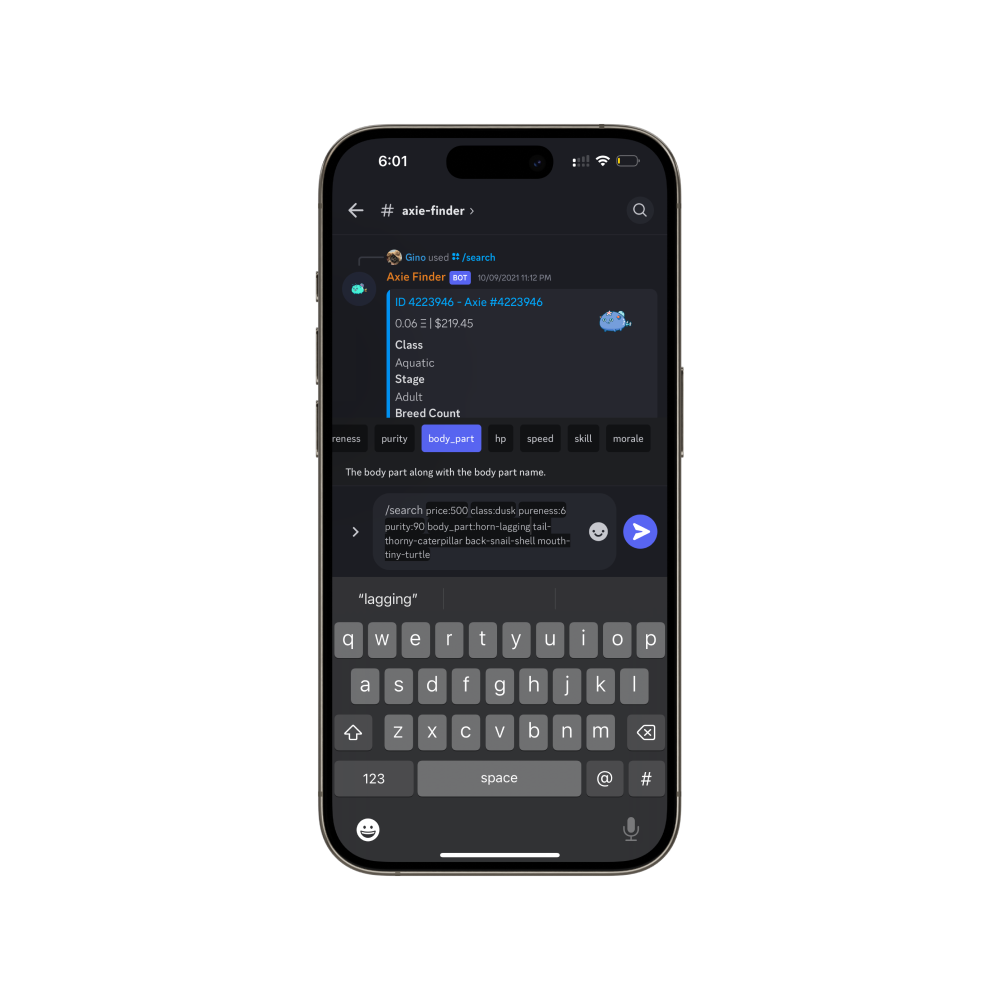 6:01
# axie-finder ›
Gino used /search
Axie Finder BOT 10/09/2021 11:12 PM
ID 4223946 - Axie #4223946
0.06 Ξ | $219.45
Class
Aquatic
Stage
Adult
Breed Count
reness purity body_part hp speed skill morale
The body part along with the body part name.
/search price:500 class:dusk pureness:6
purity:90 body_part:horn-lagging tail-
thorny-caterpillar back-snail-shell mouth-
tiny-turtle
“lagging”
q w e r t y u i o p
a s d f g h j k l
z x c v b n m
123 space @ #